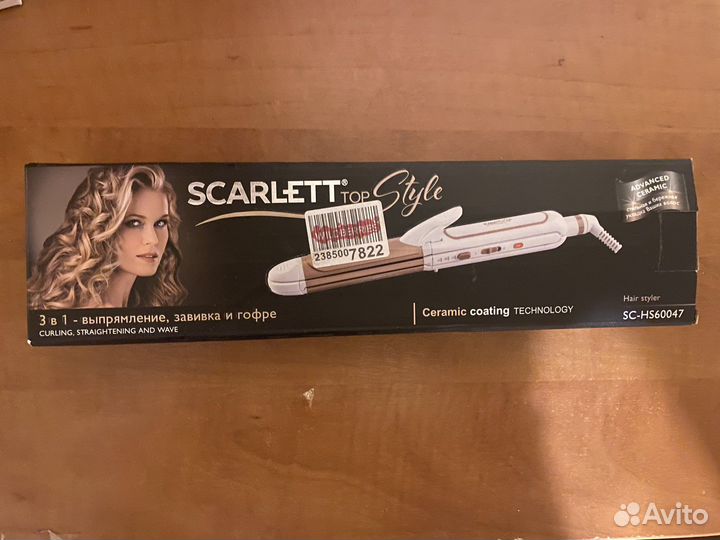 SCARLETT® TOP Style
2385007822
ADVANCED
CERAMIC
3 в 1 - выпрямление, завивка и гофре
CURLING, STRAIGHTENING AND WAVE
Ceramic coating TECHNOLOGY
Hair styler
SC-HS60047
Avito